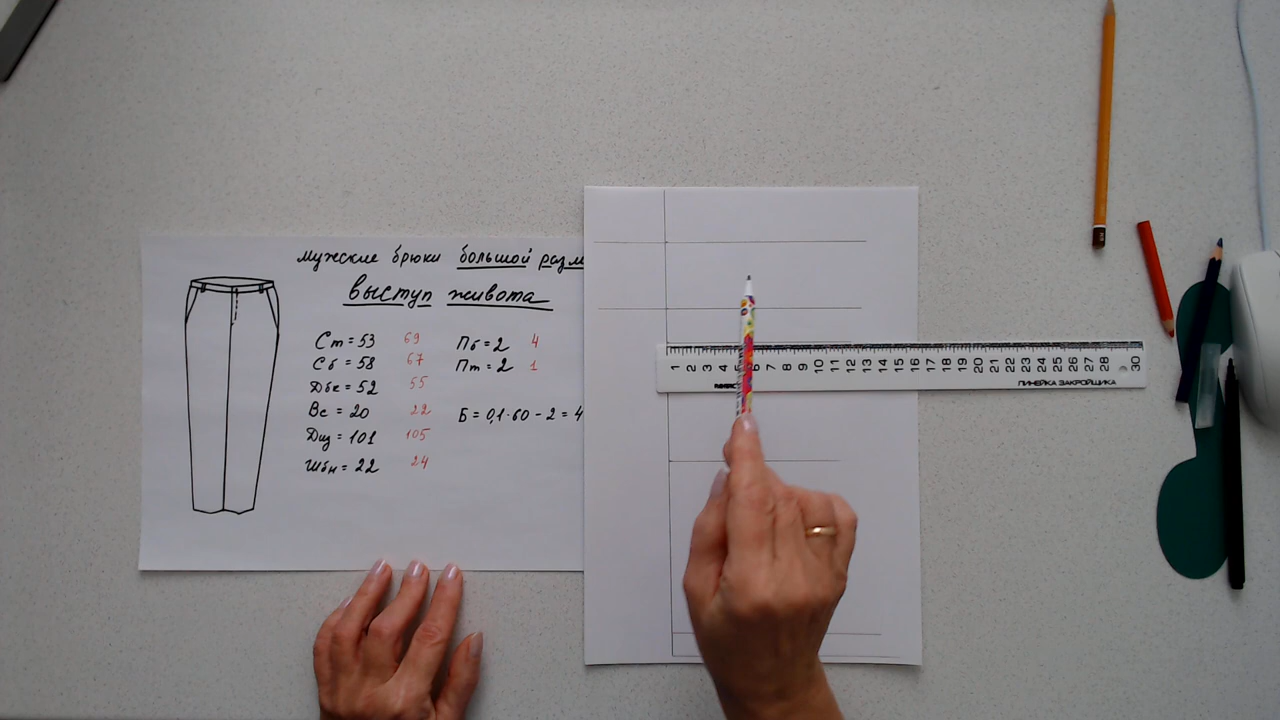 мужские брюки большой разм
выступ живота
Ст = 53 69
Сб = 58 67
Дбк = 52 55
Вс = 20 22
Диз = 101 105
Шбн = 22 24
Пб = 2 4
Пт = 2 1
Б = 0,1·60 - 2 = 4
1 2 3 4 5 6 7 8 9 10 11 12 13 14 15 16 17 18 19 20 21 22 23 24 25 26 27 28 30
ЛИНЕЙКА ЗАКРОЙЩИКА